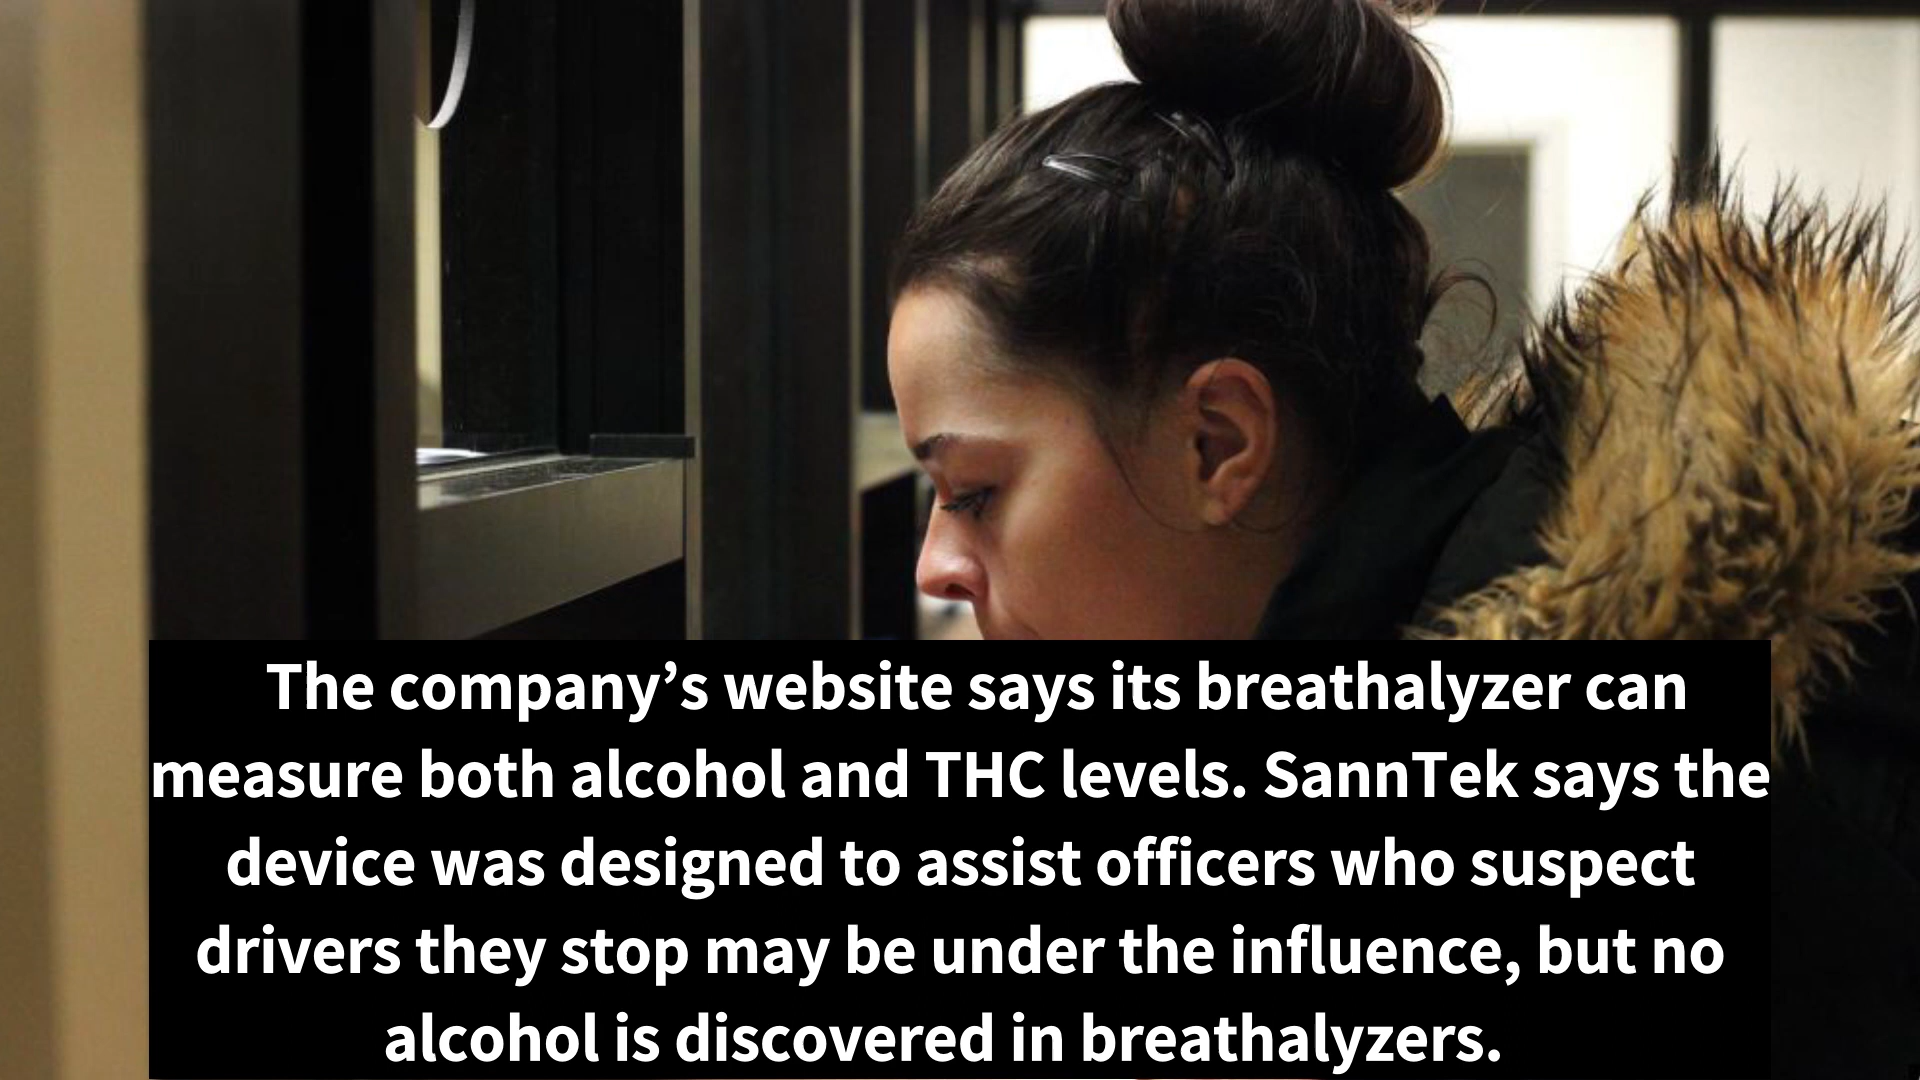 The company’s website says its breathalyzer can
measure both alcohol and THC levels. SannTek says the
device was designed to assist officers who suspect
drivers they stop may be under the influence, but no
alcohol is discovered in breathalyzers.